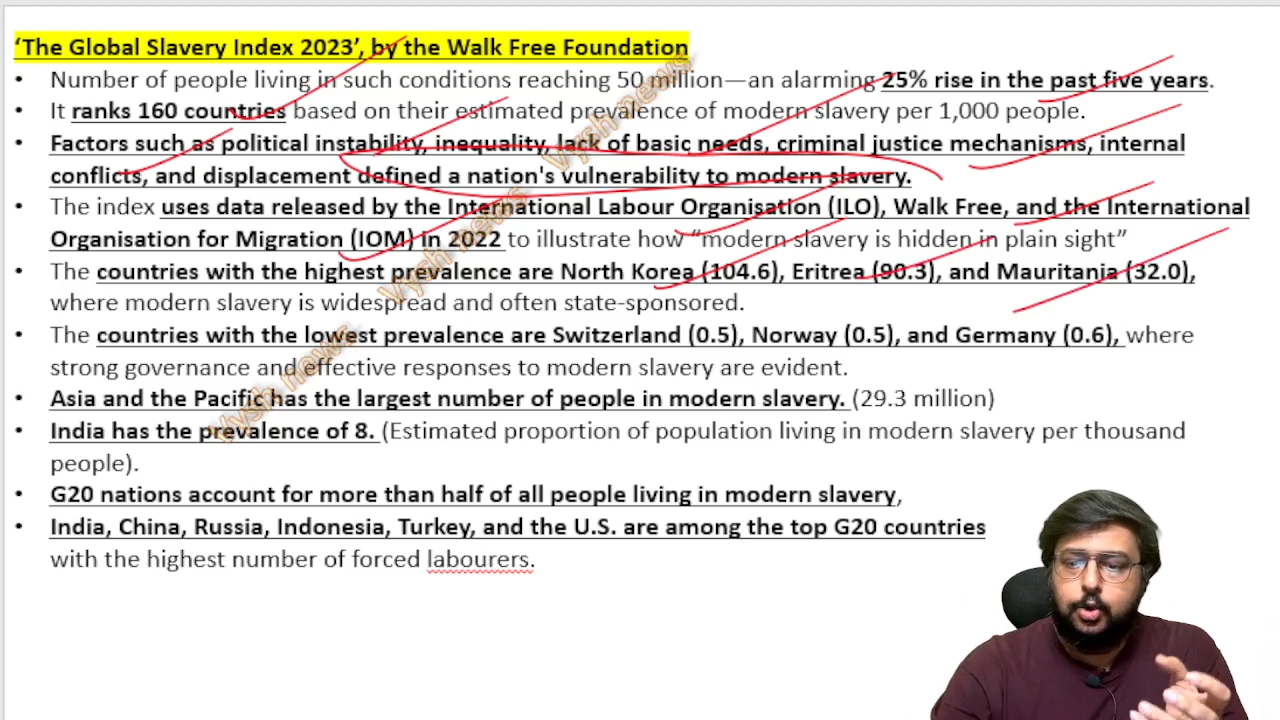 ‘The Global Slavery Index 2023’, by the Walk Free Foundation
• Number of people living in such conditions reaching 50 million—an alarming 25% rise in the past five years.
• It ranks 160 countries based on their estimated prevalence of modern slavery per 1,000 people.
• Factors such as political instability, inequality, lack of basic needs, criminal justice mechanisms, internal
conflicts, and displacement defined a nation's vulnerability to modern slavery.
• The index uses data released by the International Labour Organisation (ILO), Walk Free, and the International
Organisation for Migration (IOM) in 2022 to illustrate how “modern slavery is hidden in plain sight”
• The countries with the highest prevalence are North Korea (104.6), Eritrea (90.3), and Mauritania (32.0),
where modern slavery is widespread and often state-sponsored.
• The countries with the lowest prevalence are Switzerland (0.5), Norway (0.5), and Germany (0.6), where
strong governance and effective responses to modern slavery are evident.
• Asia and the Pacific has the largest number of people in modern slavery. (29.3 million)
• India has the prevalence of 8. (Estimated proportion of population living in modern slavery per thousand
people).
• G20 nations account for more than half of all people living in modern slavery,
• India, China, Russia, Indonesia, Turkey, and the U.S. are among the top G20 countries
with the highest number of forced labourers.
Vysh news
Vysh news
Vysh news